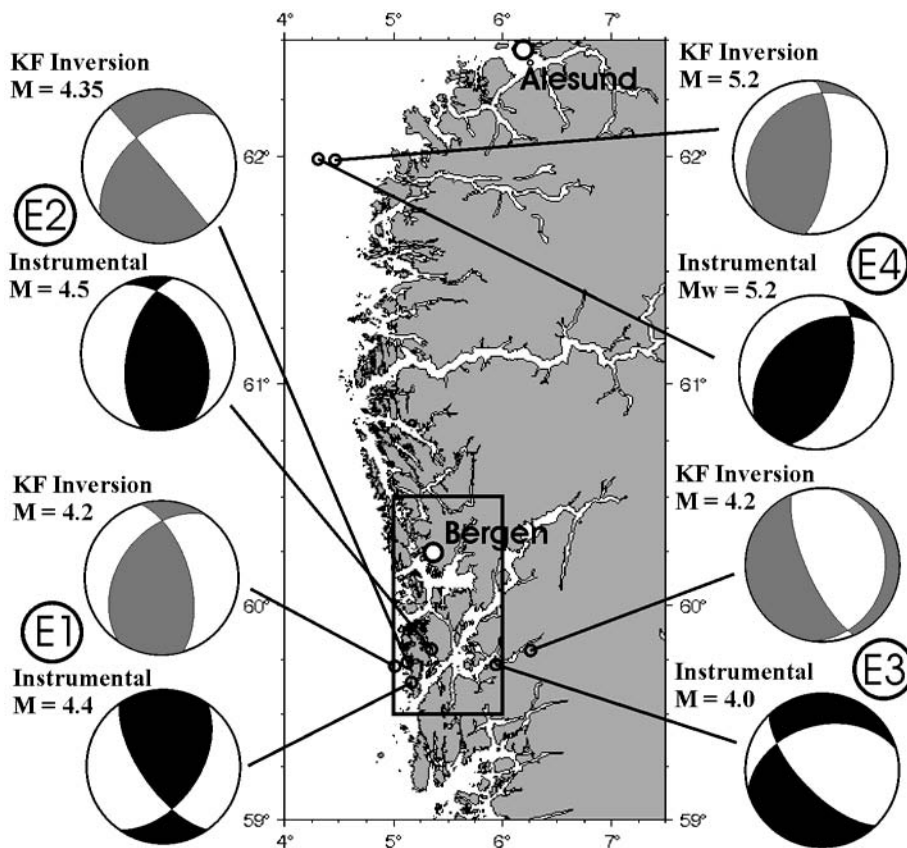 4° 5° 6° 7°
KF Inversion
M = 4.35
KF Inversion
M = 5.2
Ålesund
62° 62°
E2
E4
Instrumental
M = 4.5
Instrumental
Mw = 5.2
61° 61°
KF Inversion
M = 4.2
KF Inversion
M = 4.2
Bergen
60° 60°
E1
E3
Instrumental
M = 4.4
Instrumental
M = 4.0
59° 59°
4° 5° 6° 7°